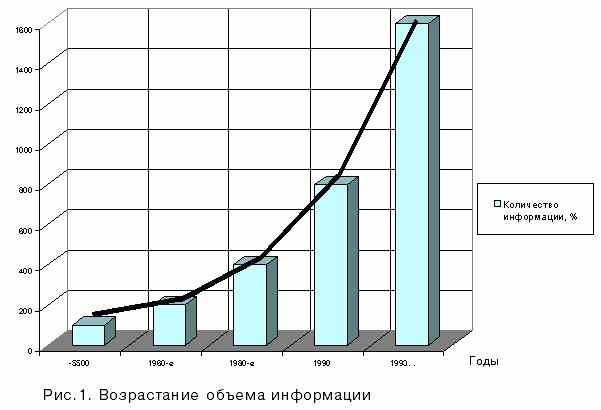 1600
1400
1200
1000
800
600
400
200
0
1960-е
1980-е
1990
Годы
Количество
информации, %
Рис.1. Возрастание объема информации